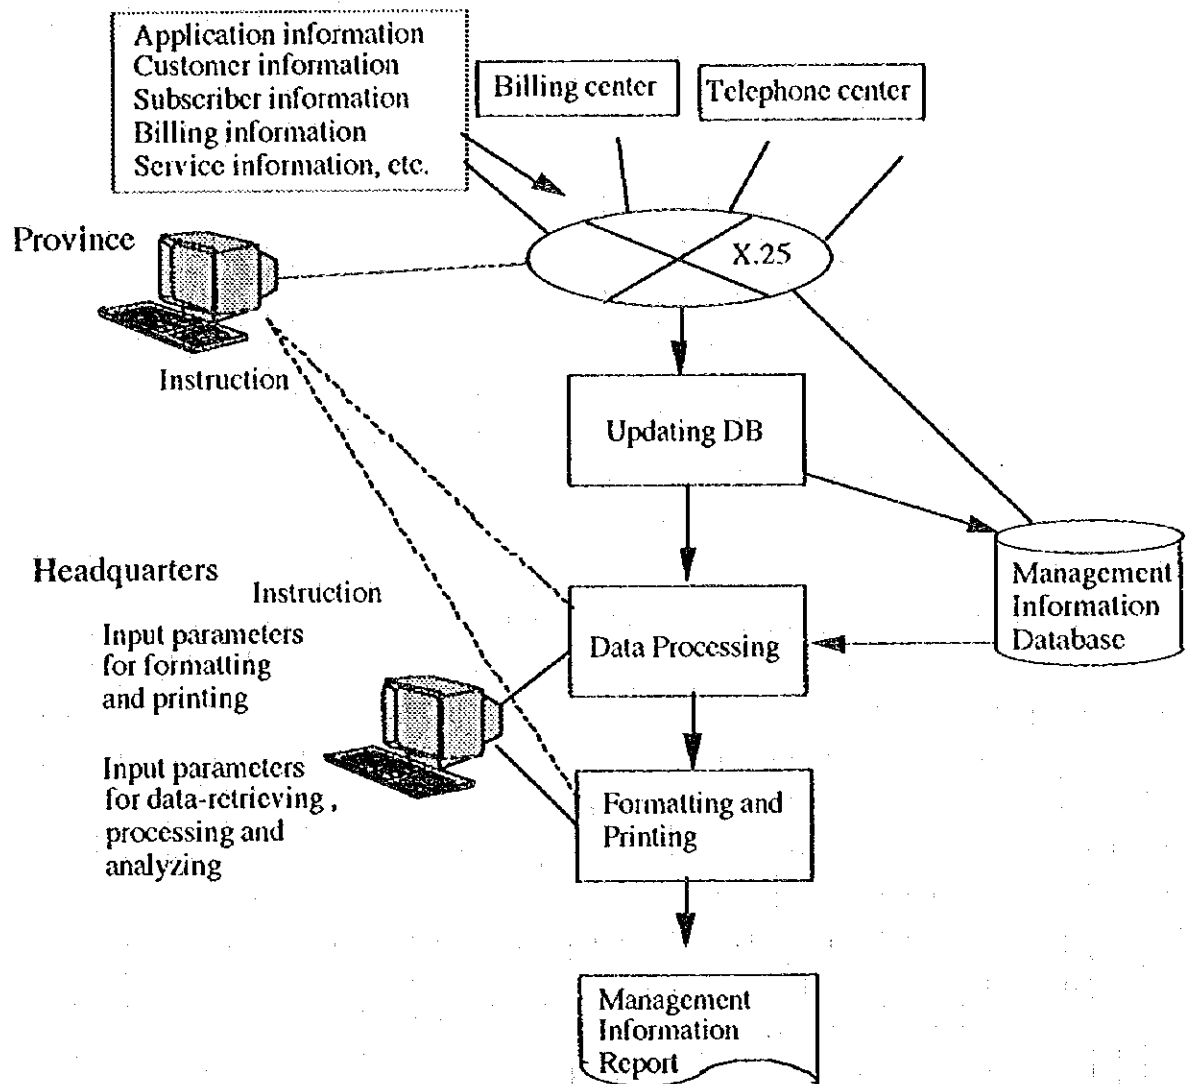 Application information
Customer information
Subscriber information
Billing information
Service information, etc.
Billing center
Telephone center
Province
X.25
Instruction
Updating DB
Headquarters
Instruction
Input parameters
for formatting
and printing
Management
Information
Database
Data Processing
Input parameters
for data-retrieving ,
processing and
analyzing
Formatting and
Printing
Management
Information
Report